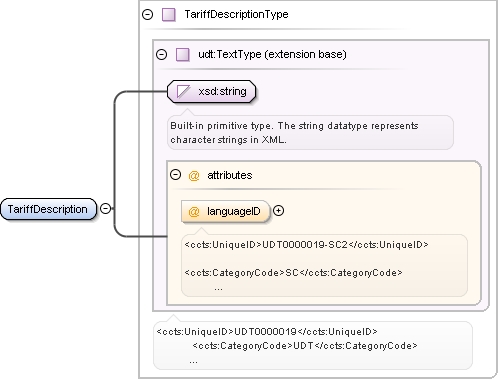 TariffDescriptionType
udt:TextType (extension base)
xsd:string
Built-in primitive type. The string datatype represents
character strings in XML.
@ attributes
TariffDescription
@ languageID
<ccts:UniqueID>UDT0000019-SC2</ccts:UniqueID>
<ccts:CategoryCode>SC</ccts:CategoryCode>
...
<ccts:UniqueID>UDT0000019</ccts:UniqueID>
<ccts:CategoryCode>UDT</ccts:CategoryCode>
...